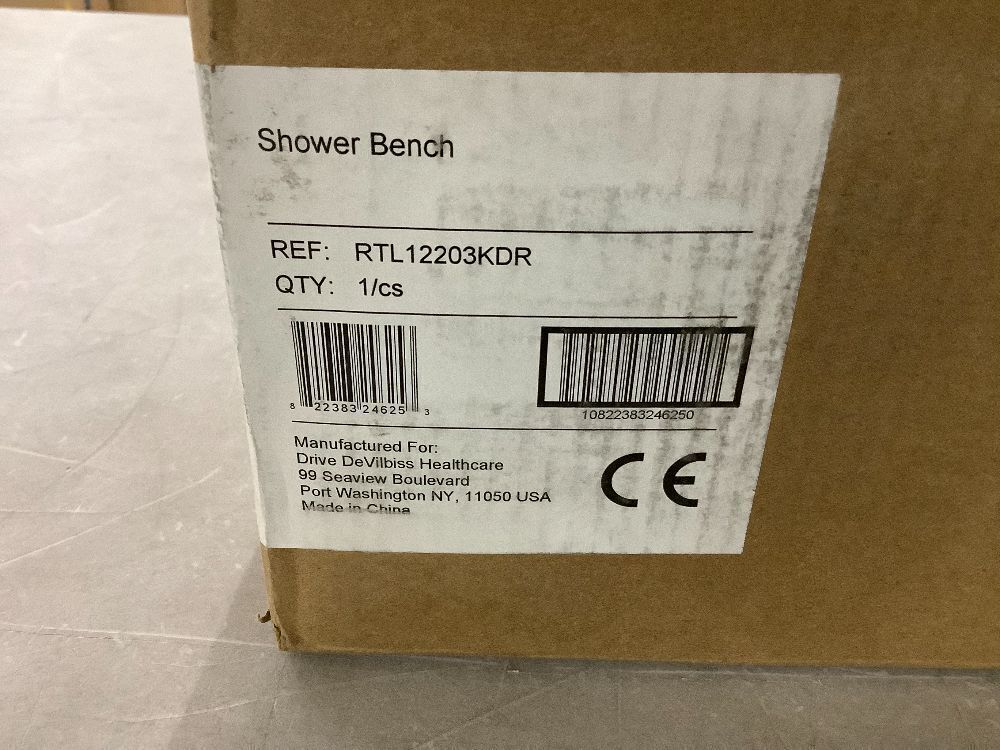 Shower Bench
REF: RTL12203KDR
QTY: 1/cs
8 22383 24625 3
10822383246250
Manufactured For:
Drive DeVilbiss Healthcare
99 Seaview Boulevard
Port Washington NY, 11050 USA
Made in China
CE